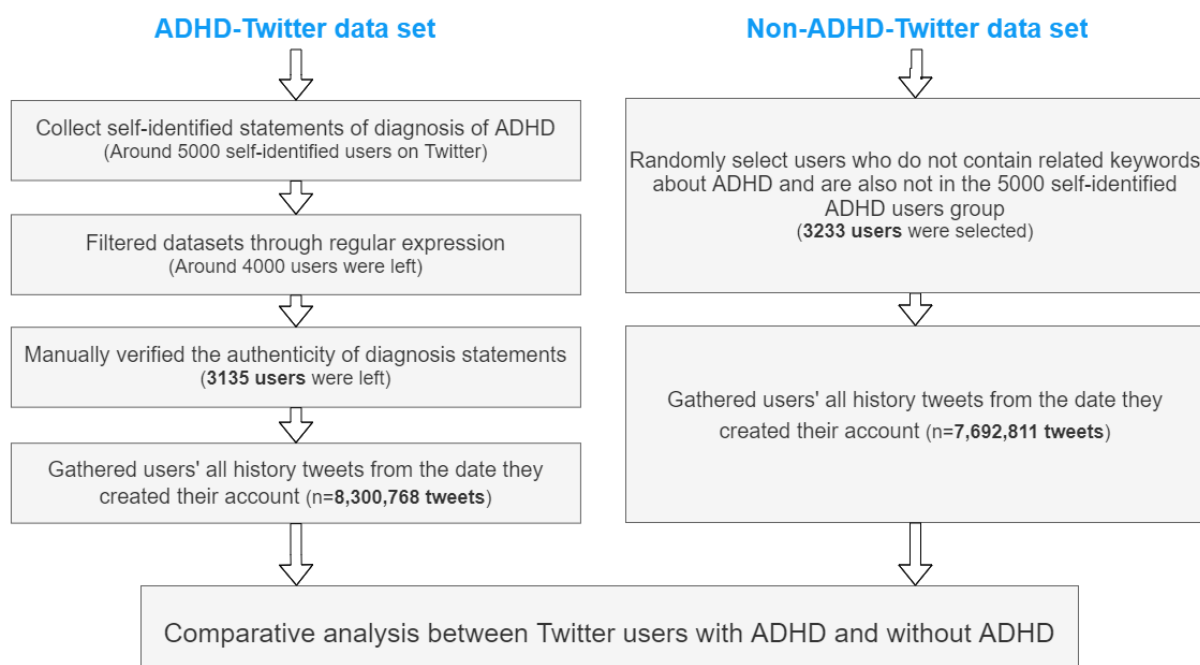 ADHD-Twitter data set
Collect self-identified statements of diagnosis of ADHD
(Around 5000 self-identified users on Twitter)
Filtered datasets through regular expression
(Around 4000 users were left)
Manually verified the authenticity of diagnosis statements
(3135 users were left)
Gathered users' all history tweets from the date they
created their account (n=8,300,768 tweets)
Non-ADHD-Twitter data set
Randomly select users who do not contain related keywords
about ADHD and are also not in the 5000 self-identified
ADHD users group
(3233 users were selected)
Gathered users' all history tweets from the date they
created their account (n=7,692,811 tweets)
Comparative analysis between Twitter users with ADHD and without ADHD